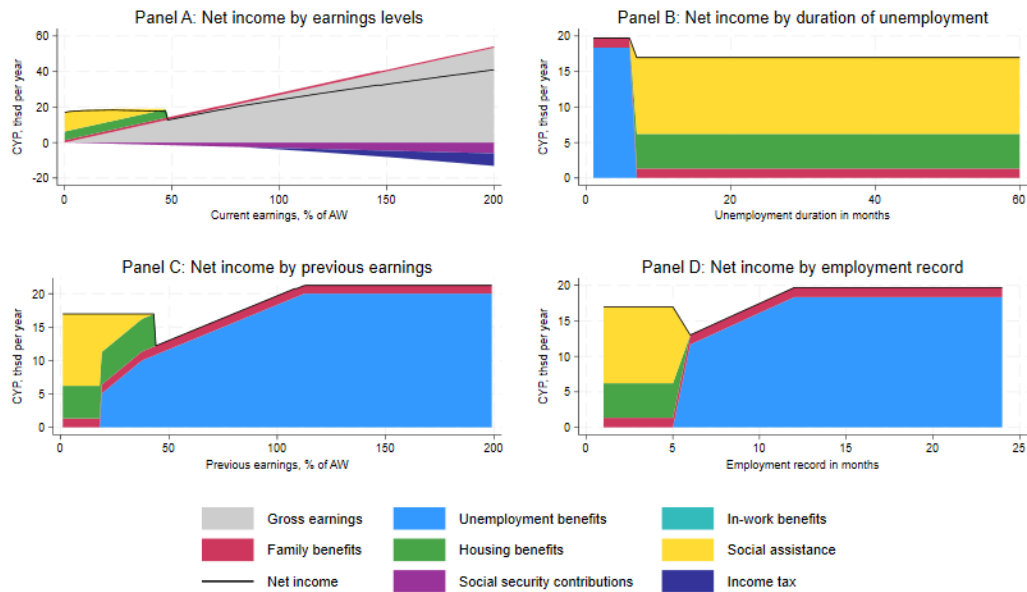 Panel A: Net income by earnings levels
60
40
20
0
-20
CYP, thsd per year
0 50 100 150 200
Current earnings, % of AW
Panel B: Net income by duration of unemployment
20
15
10
5
0
CYP, thsd per year
0 20 40 60
Unemployment duration in months
Panel C: Net income by previous earnings
20
15
10
5
0
CYP, thsd per year
0 50 100 150 200
Previous earnings, % of AW
Panel D: Net income by employment record
20
15
10
5
0
CYP, thsd per year
0 5 10 15 20 25
Employment record in months
Gross earnings Unemployment benefits In-work benefits
Family benefits Housing benefits Social assistance
Net income Social security contributions Income tax